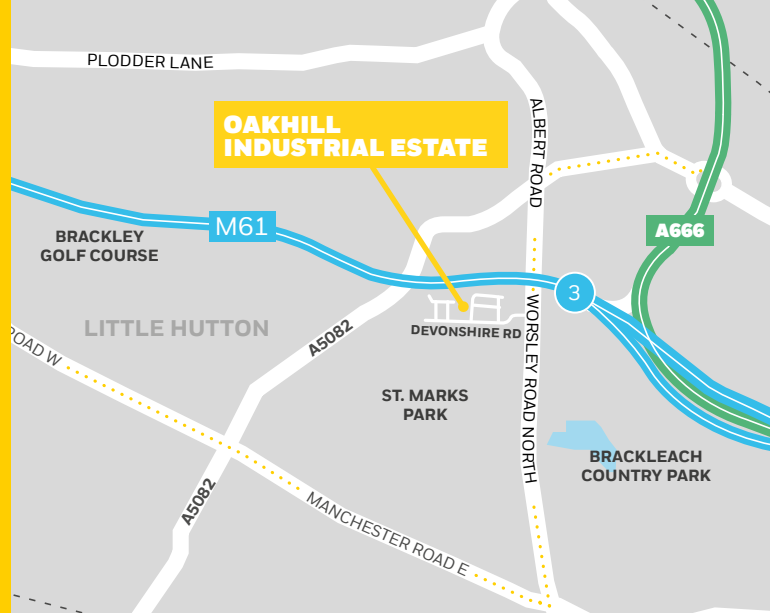 PLODDER LANE
OAKHILL
INDUSTRIAL ESTATE
ALBERT ROAD
M61
A666
BRACKLEY
GOLF COURSE
3
LITTLE HUTTON
A5082
DEVONSHIRE RD
WORSLEY ROAD NORTH
ROAD W
ST. MARKS
PARK
BRACKLEACH
COUNTRY PARK
A5082
MANCHESTER ROAD E